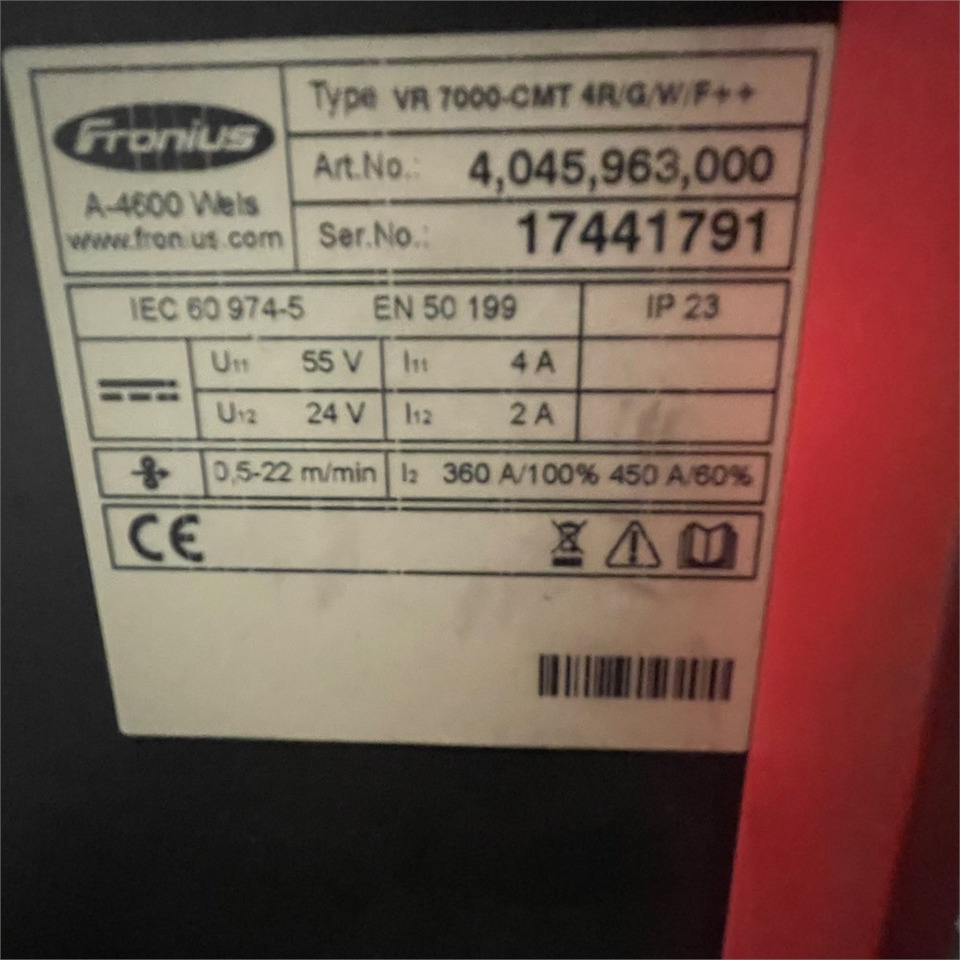 Fronius
A-4600 Wels
www.fronius.com
Type VR 7000-CMT 4R/G/W/F++
Art.No.: 4,045,963,000
Ser.No.: 17441791
IEC 60 974-5 EN 50 199 IP 23
U11 55 V I11 4 A
U12 24 V I12 2 A
0,5-22 m/min I2 360 A/100% 450 A/60%
CE